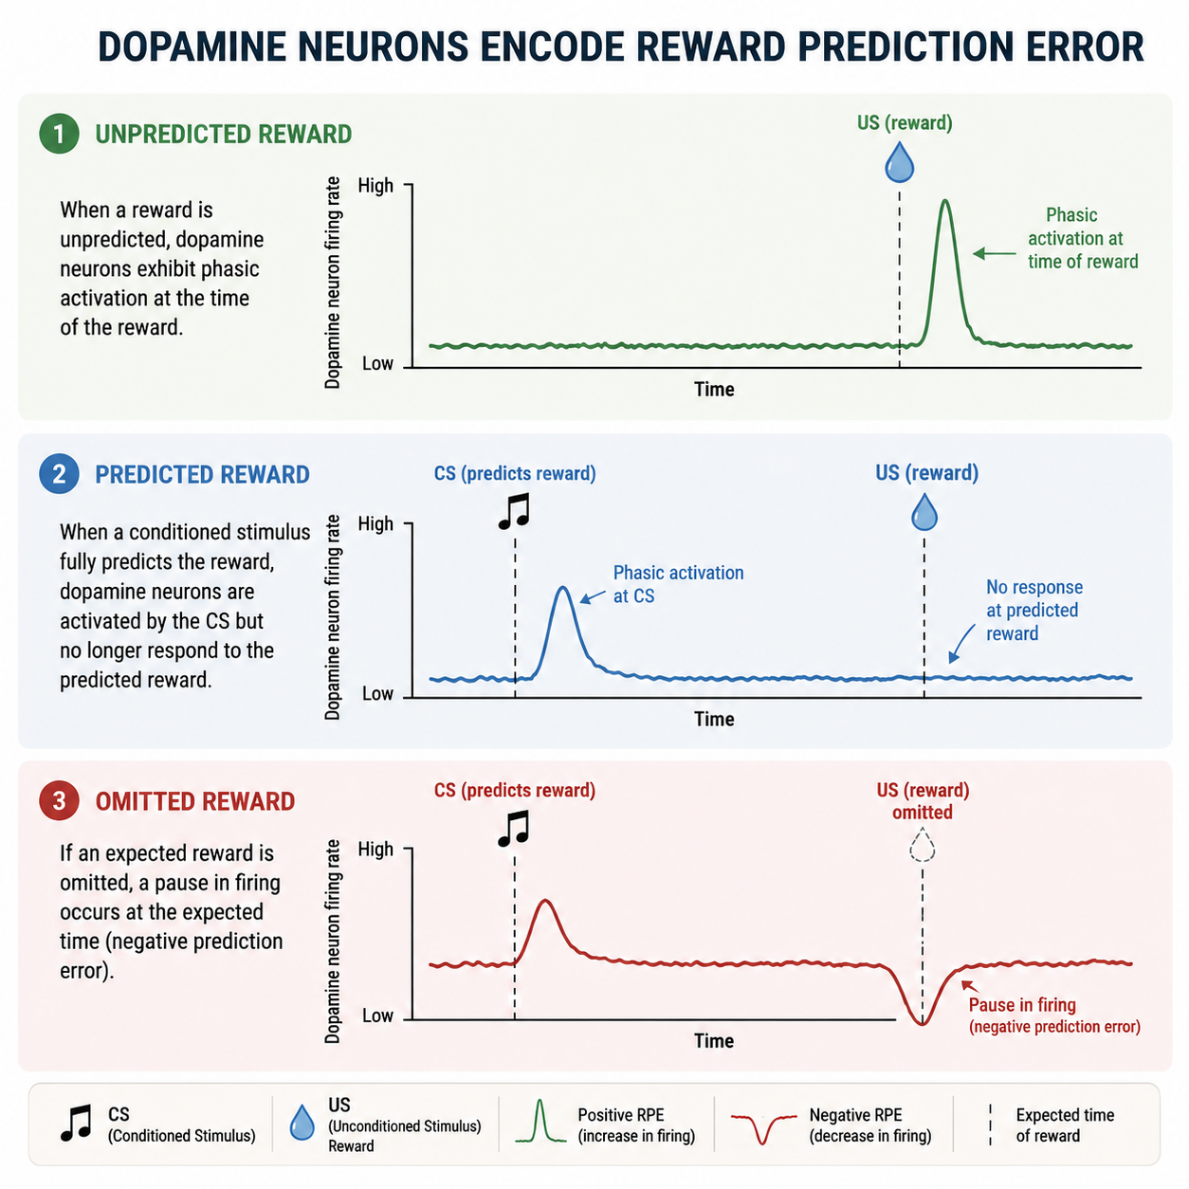 DOPAMINE NEURONS ENCODE REWARD PREDICTION ERROR
1 UNPREDICTED REWARD
When a reward is
unpredicted, dopamine
neurons exhibit phasic
activation at the time
of the reward.
Dopamine neuron firing rate
High
Low
Time
US (reward)
Phasic
activation at
time of reward
2 PREDICTED REWARD
When a conditioned stimulus
fully predicts the reward,
dopamine neurons are
activated by the CS but
no longer respond to the
predicted reward.
Dopamine neuron firing rate
High
Low
Time
CS (predicts reward)
Phasic activation
at CS
US (reward)
No response
at predicted
reward
3 OMITTED REWARD
If an expected reward is
omitted, a pause in firing
occurs at the expected
time (negative prediction
error).
Dopamine neuron firing rate
High
Low
Time
CS (predicts reward)
US (reward)
omitted
Pause in firing
(negative prediction error)
CS
(Conditioned Stimulus)
US
(Unconditioned Stimulus)
Reward
Positive RPE
(increase in firing)
Negative RPE
(decrease in firing)
Expected time
of reward